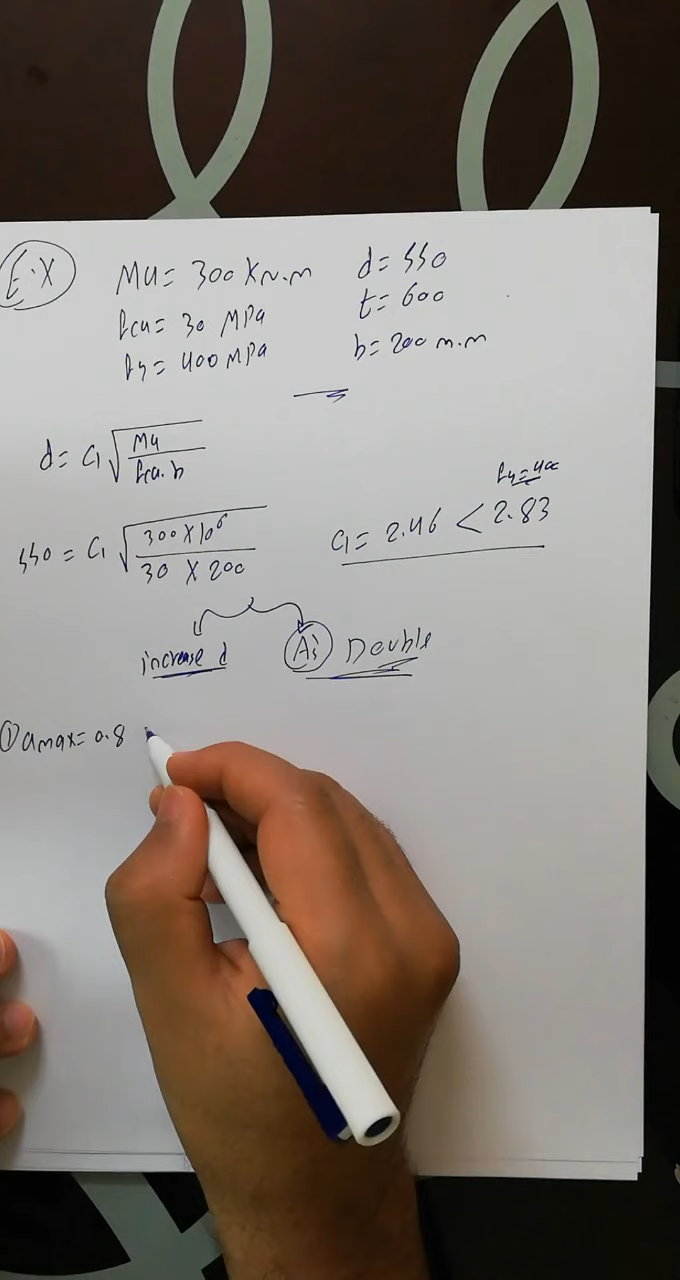 E.X
Mu= 300 KN.m
d= 550
fcu= 30 MPa
t= 600
fy= 400 MPa
b= 200 m.m
d= C1 √(Mu / fcu.b)
fy=400
550 = C1 √(300 X 10^6 / 30 X 200)
C1= 2.46 < 2.83
increase d
As' Double
① amax= 0.8